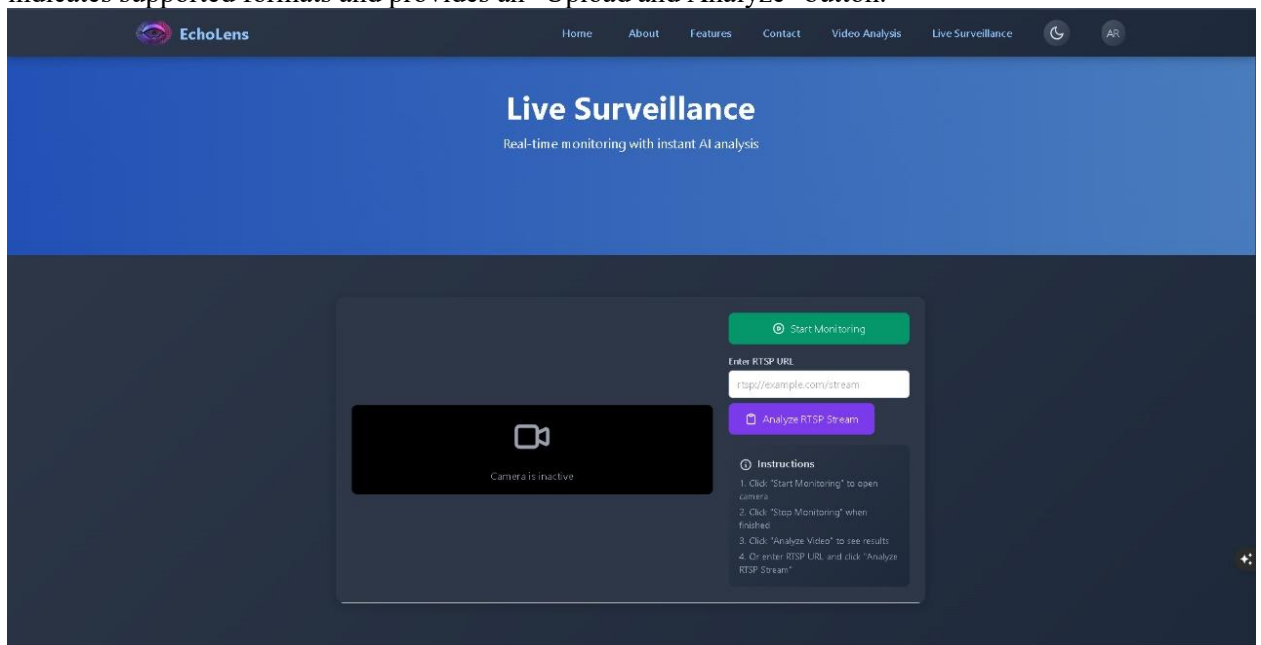 indicates supported formats and provides an "Upload and Analyze" button.
EchoLens Home About Features Contact Video Analysis Live Surveillance AR
Live Surveillance
Real-time monitoring with instant AI analysis
Start Monitoring
Enter RTSP URL
rtsp://example.com/stream
Analyze RTSP Stream
Camera is inactive
Instructions
1. Click "Start Monitoring" to open
camera
2. Click "Stop Monitoring" when
finished
3. Click "Analyze Video" to see results
4. Or enter RTSP URL and click "Analyze
RTSP Stream"